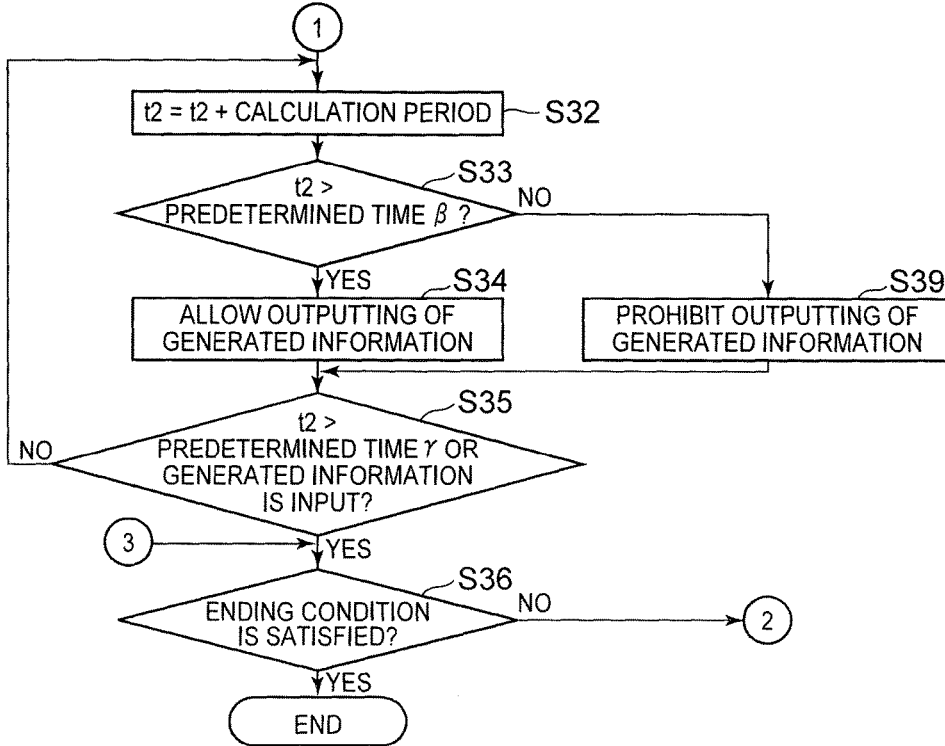 1
t2 = t2 + CALCULATION PERIOD
S32
S33
t2 >
PREDETERMINED TIME β ?
NO
YES
S34
S39
ALLOW OUTPUTTING OF
GENERATED INFORMATION
PROHIBIT OUTPUTTING OF
GENERATED INFORMATION
S35
t2 >
PREDETERMINED TIME γ OR
GENERATED INFORMATION
IS INPUT?
NO
3
YES
S36
ENDING CONDITION
IS SATISFIED?
NO
2
YES
END